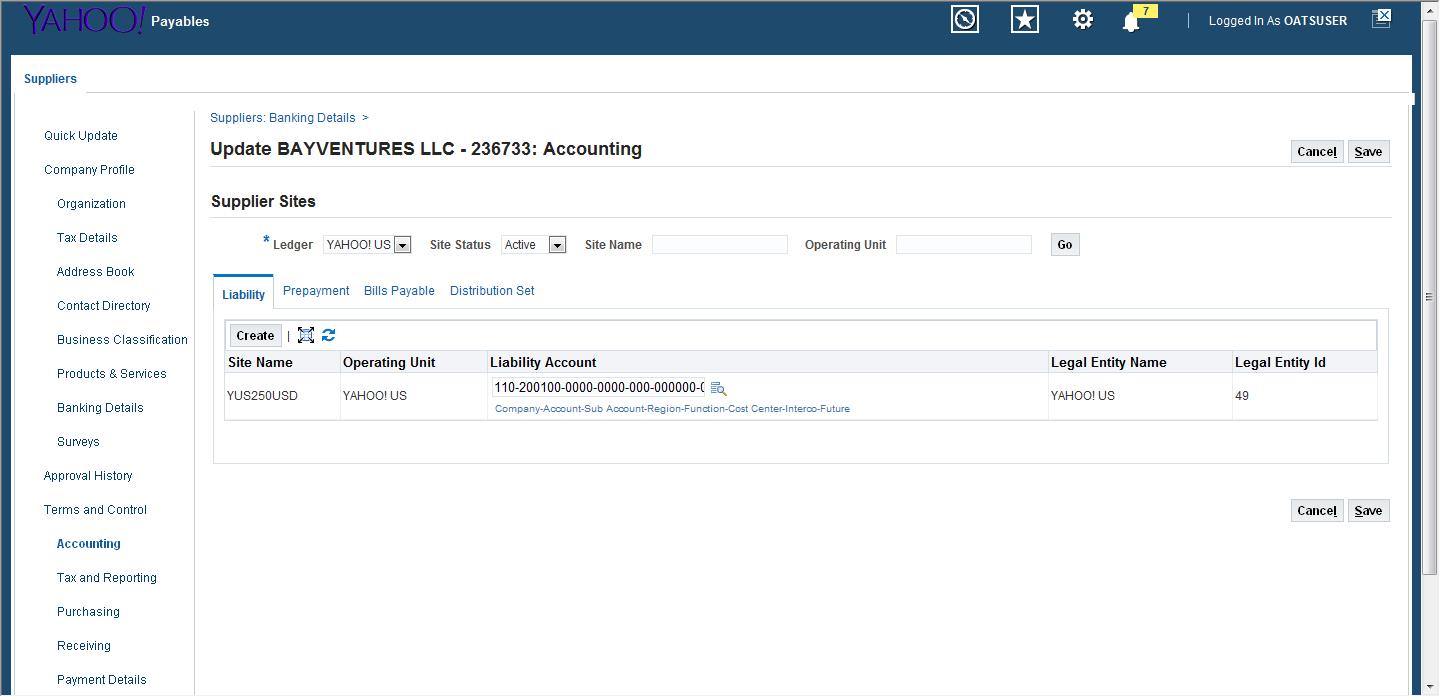 YAHOO! Payables 7 | Logged In As OATSUSER
Suppliers
Quick Update
Company Profile
Organization
Tax Details
Address Book
Contact Directory
Business Classification
Products & Services
Banking Details
Surveys
Approval History
Terms and Control
Accounting
Tax and Reporting
Purchasing
Receiving
Payment Details
Suppliers: Banking Details >
Update BAYVENTURES LLC - 236733: Accounting
Cancel Save
Supplier Sites
* Ledger YAHOO! US Site Status Active Site Name Operating Unit Go
Liability Prepayment Bills Payable Distribution Set
Create |
Site Name Operating Unit Liability Account Legal Entity Name Legal Entity Id
YUS250USD YAHOO! US 110-200100-0000-0000-000-000000-0 YAHOO! US 49
Company-Account-Sub Account-Region-Function-Cost Center-Interco-Future
Cancel Save